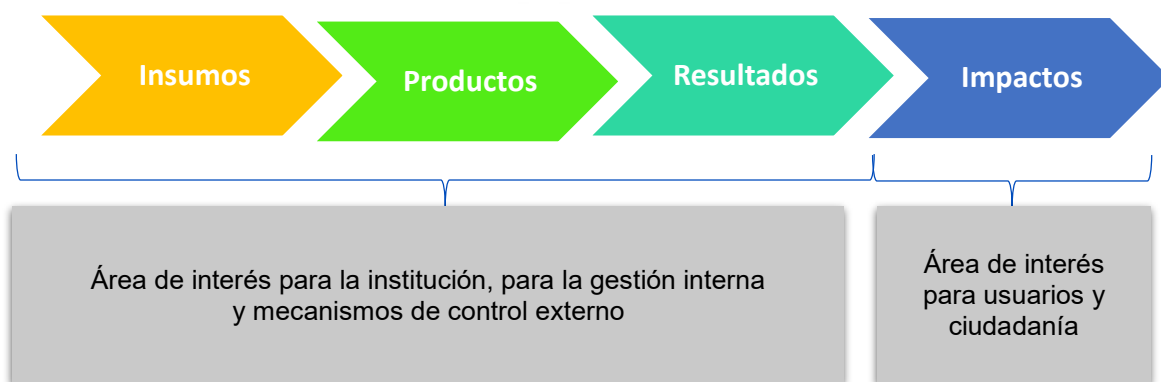 Insumos
Productos
Resultados
Impactos
Área de interés para la institución, para la gestión interna
y mecanismos de control externo
Área de interés
para usuarios y
ciudadanía